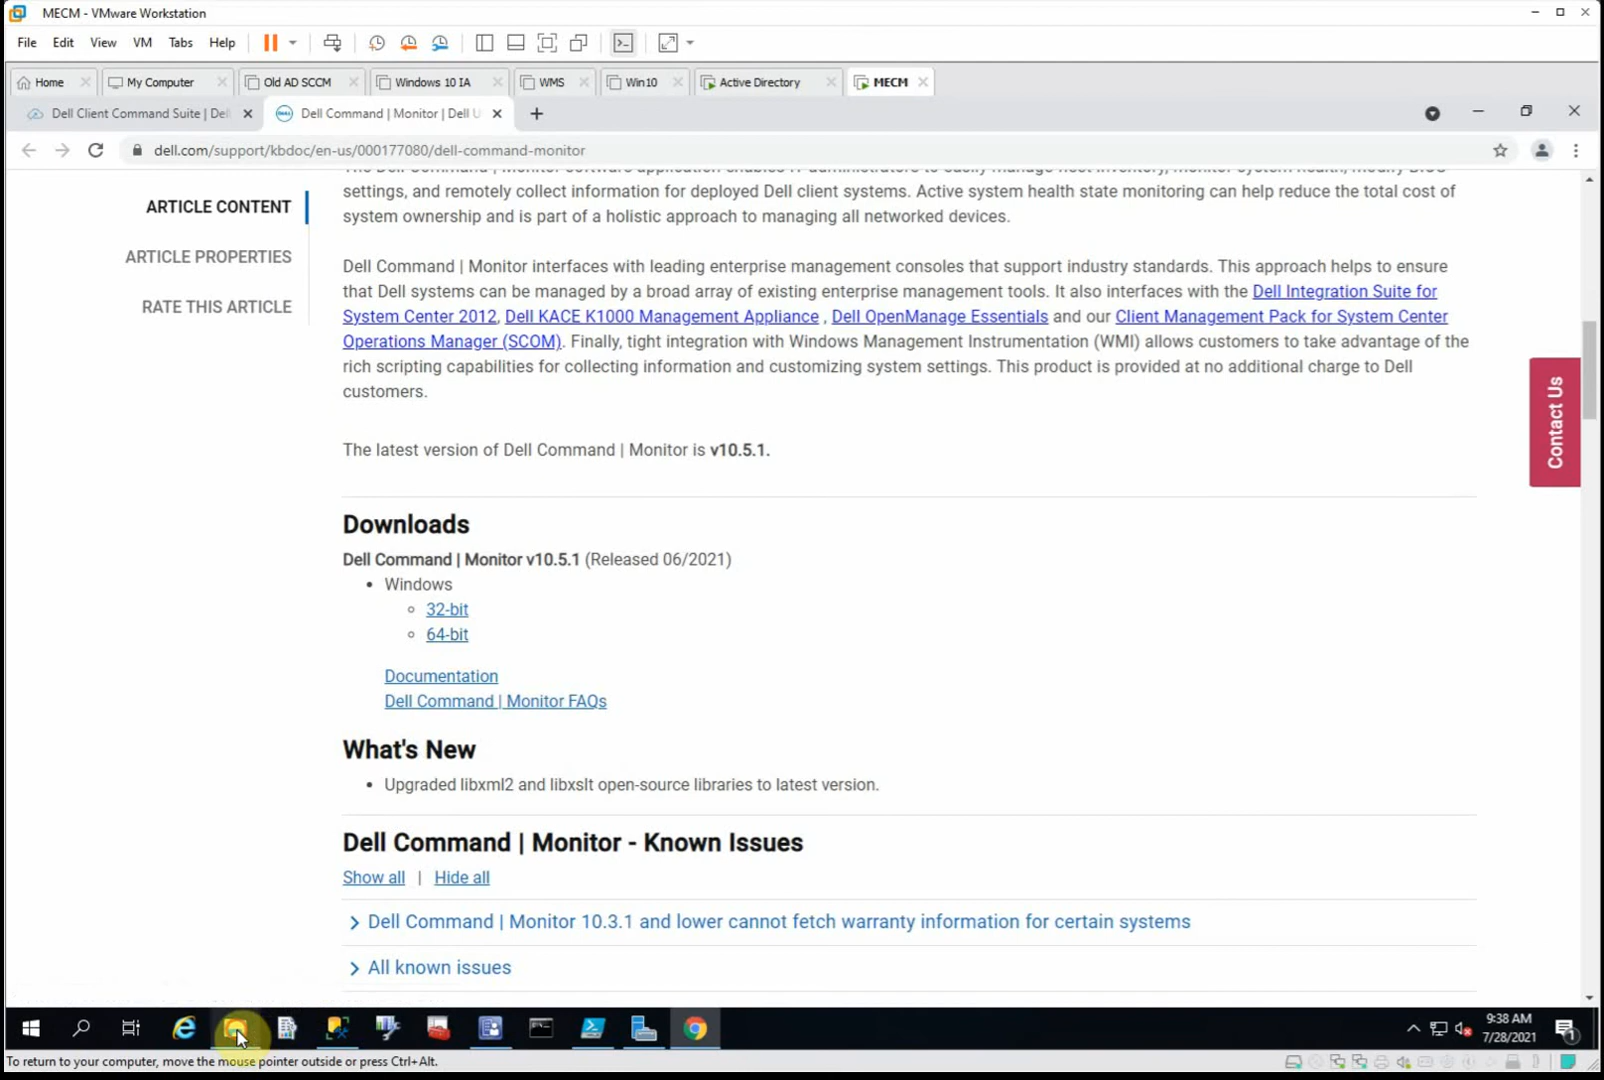 MECM - VMware Workstation
File Edit View VM Tabs Help
Home My Computer Old AD SCCM Windows 10 IA WMS Win10 Active Directory MECM
Dell Client Command Suite | Del Dell Command | Monitor | Dell U
dell.com/support/kbdoc/en-us/000177080/dell-command-monitor
settings, and remotely collect information for deployed Dell client systems. Active system health state monitoring can help reduce the total cost of
system ownership and is part of a holistic approach to managing all networked devices.
ARTICLE CONTENT
ARTICLE PROPERTIES
RATE THIS ARTICLE
Dell Command | Monitor interfaces with leading enterprise management consoles that support industry standards. This approach helps to ensure
that Dell systems can be managed by a broad array of existing enterprise management tools. It also interfaces with the Dell Integration Suite for
System Center 2012, Dell KACE K1000 Management Appliance , Dell OpenManage Essentials and our Client Management Pack for System Center
Operations Manager (SCOM). Finally, tight integration with Windows Management Instrumentation (WMI) allows customers to take advantage of the
rich scripting capabilities for collecting information and customizing system settings. This product is provided at no additional charge to Dell
customers.
Contact Us
The latest version of Dell Command | Monitor is v10.5.1.
Downloads
Dell Command | Monitor v10.5.1 (Released 06/2021)
• Windows
32-bit
64-bit
Documentation
Dell Command | Monitor FAQs
What's New
• Upgraded libxml2 and libxslt open-source libraries to latest version.
Dell Command | Monitor - Known Issues
Show all | Hide all
Dell Command | Monitor 10.3.1 and lower cannot fetch warranty information for certain systems
All known issues
9:38 AM
7/28/2021
1
To return to your computer, move the mouse pointer outside or press Ctrl+Alt.